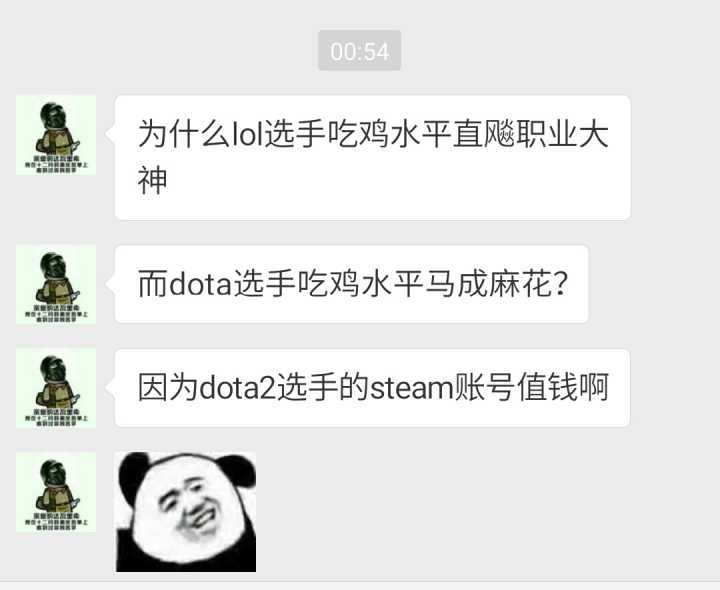 00:54
为什么lol选手吃鸡水平直飚职业大
神
而dota选手吃鸡水平马成麻花？
因为dota2选手的steam账号值钱啊